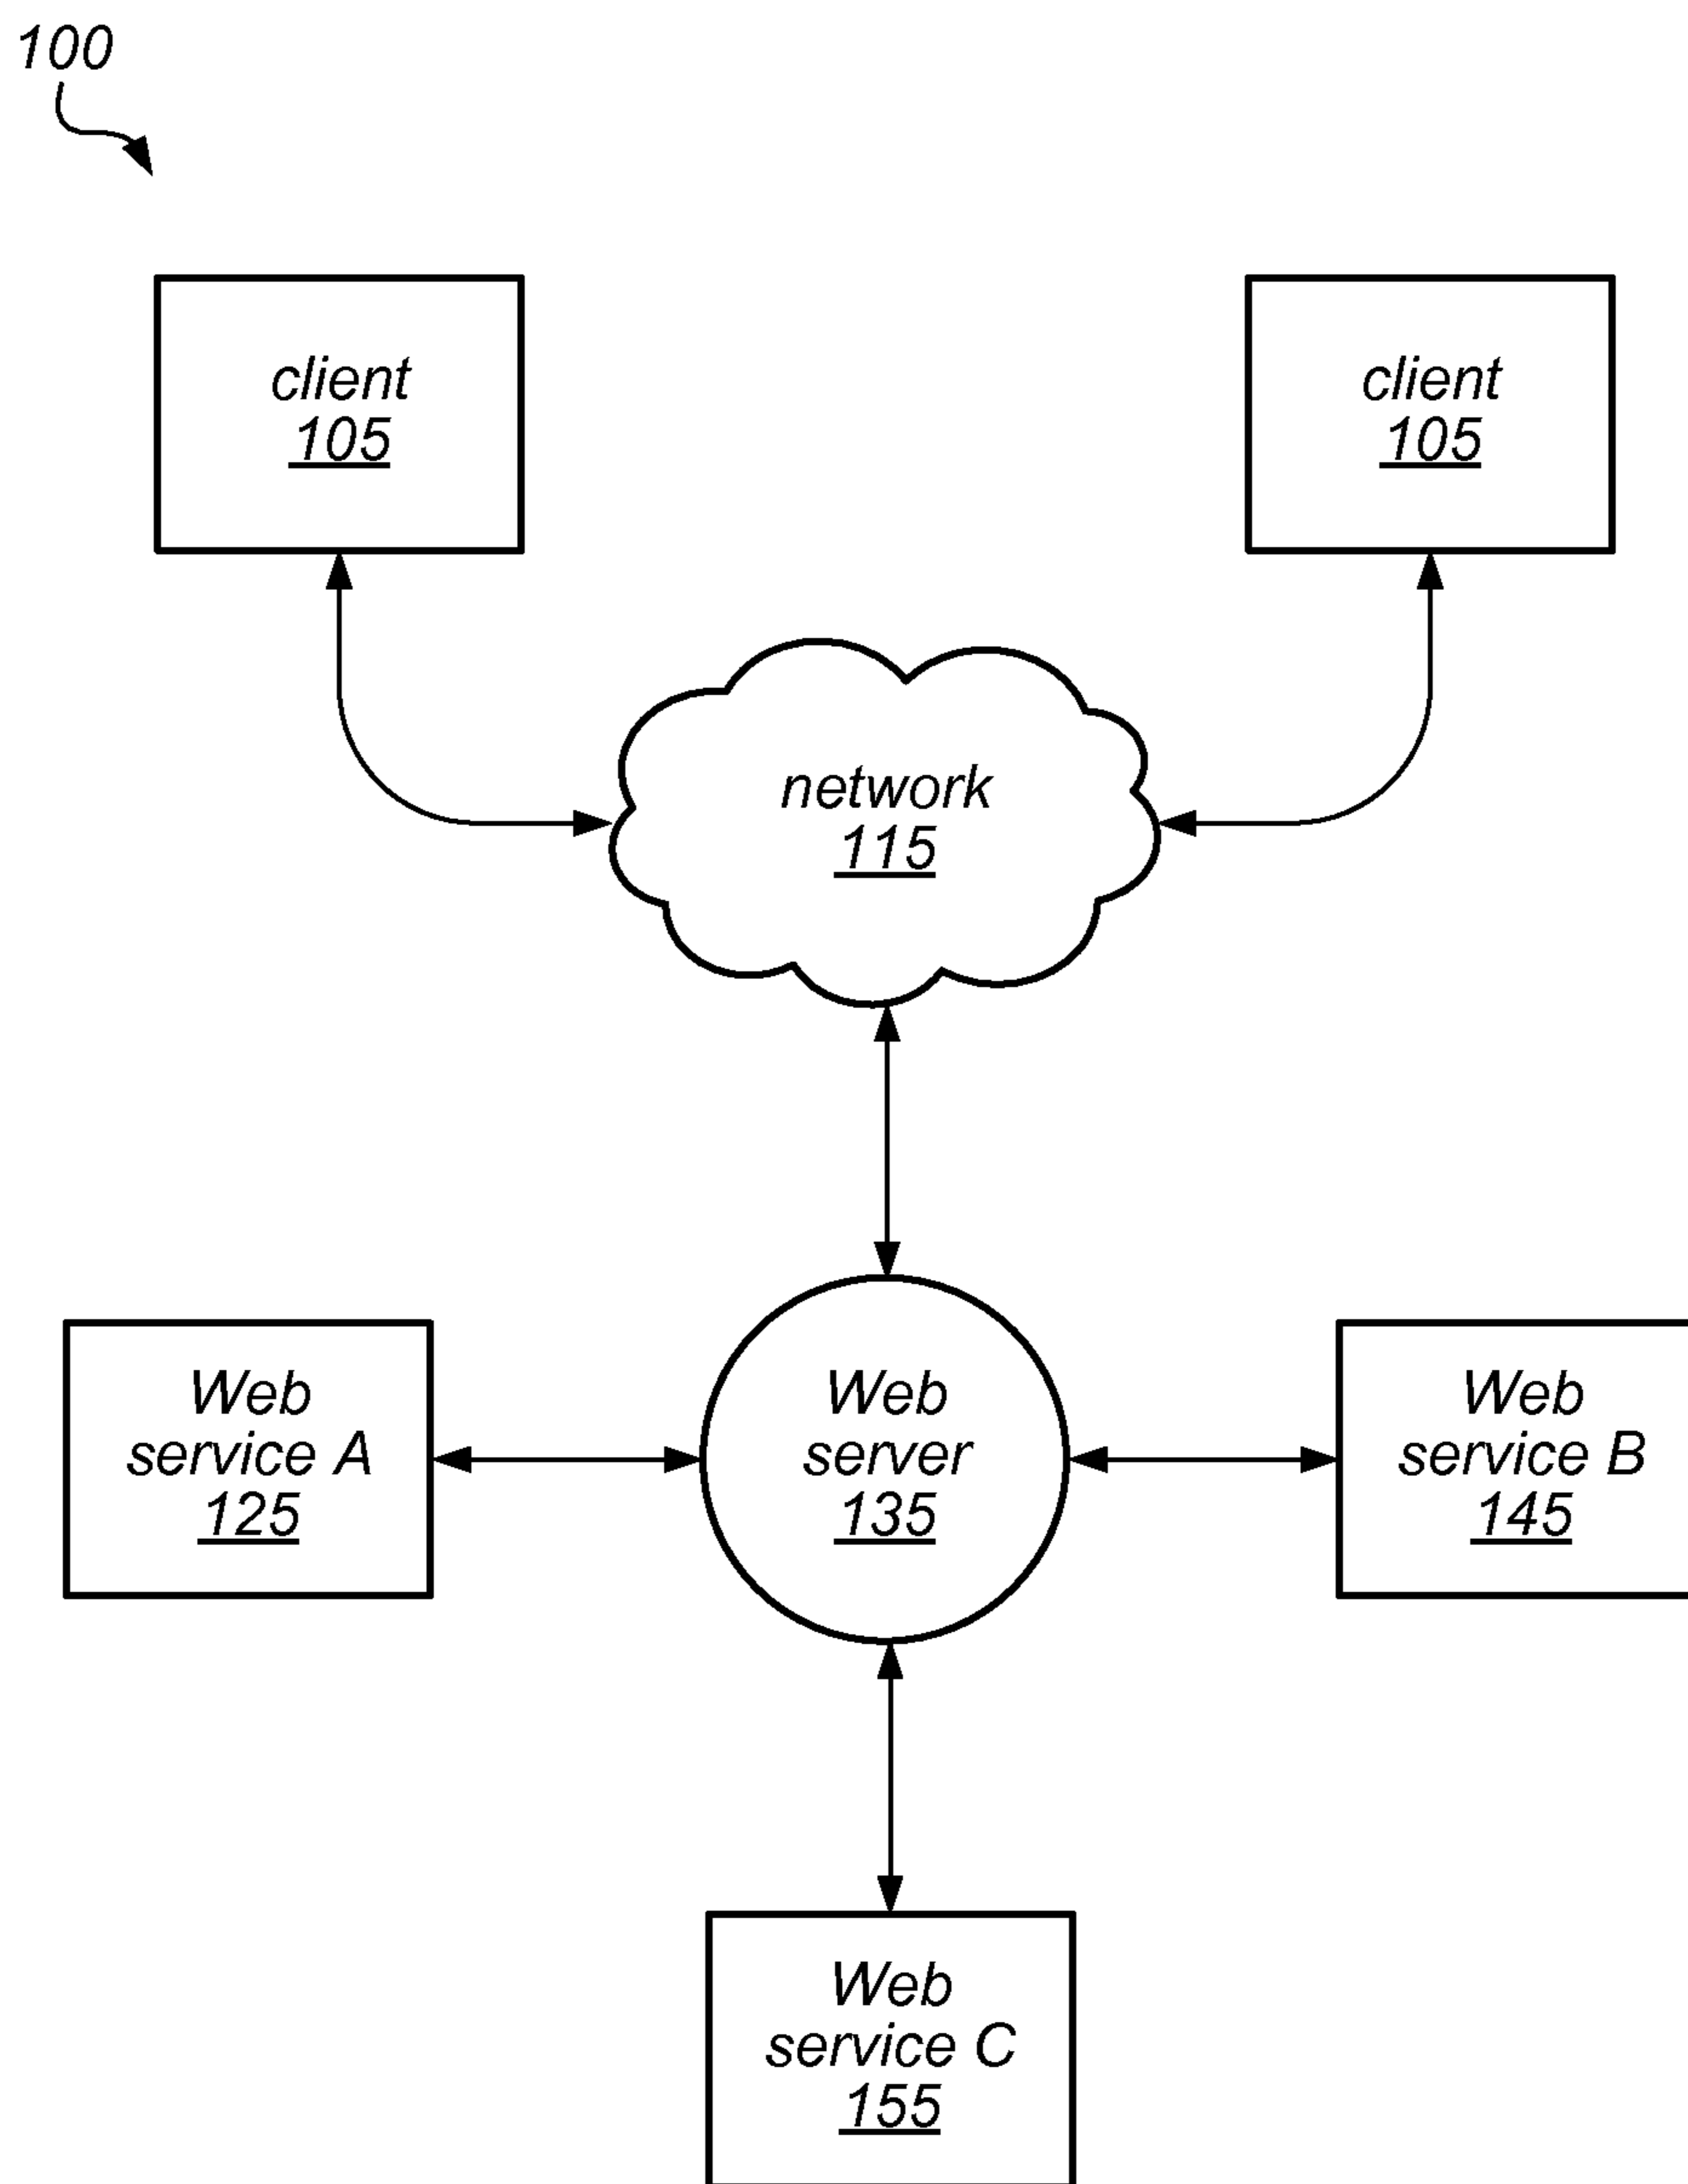 100
client
105
client
105
network
115
Web
service A
125
Web
server
135
Web
service B
145
Web
service C
155